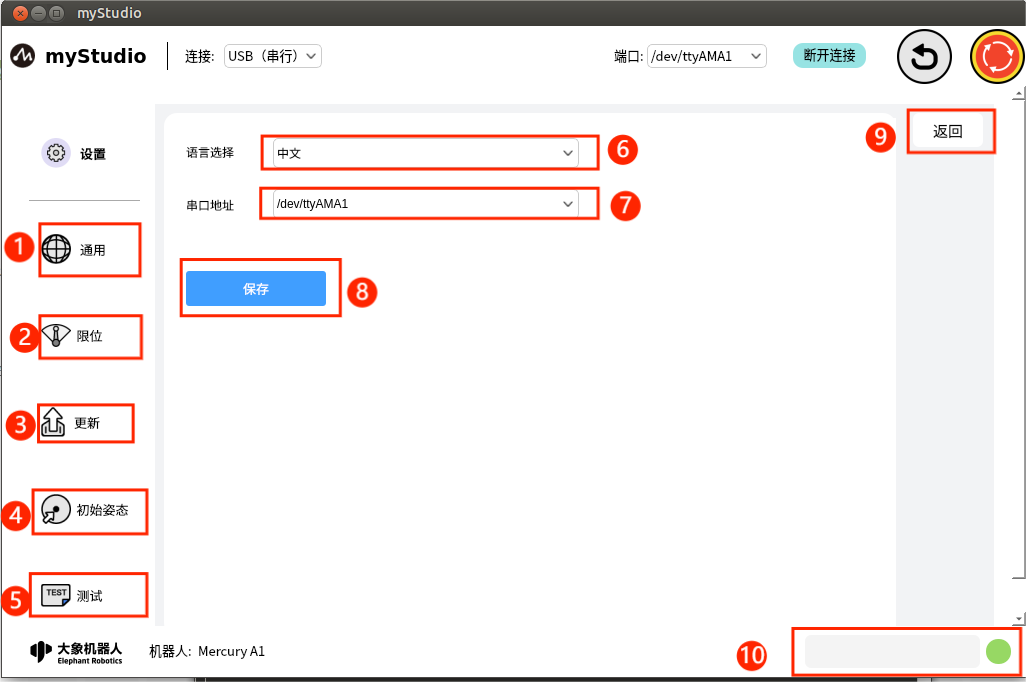 myStudio
myStudio 连接: USB（串行） 端口: /dev/ttyAMA1 断开连接
9 返回
设置
语言选择 中文 6
串口地址 /dev/ttyAMA1 7
1 通用
保存 8
2 限位
3 更新
4 初始姿态
5 TEST 测试
大象机器人
Elephant Robotics
机器人: Mercury A1
10